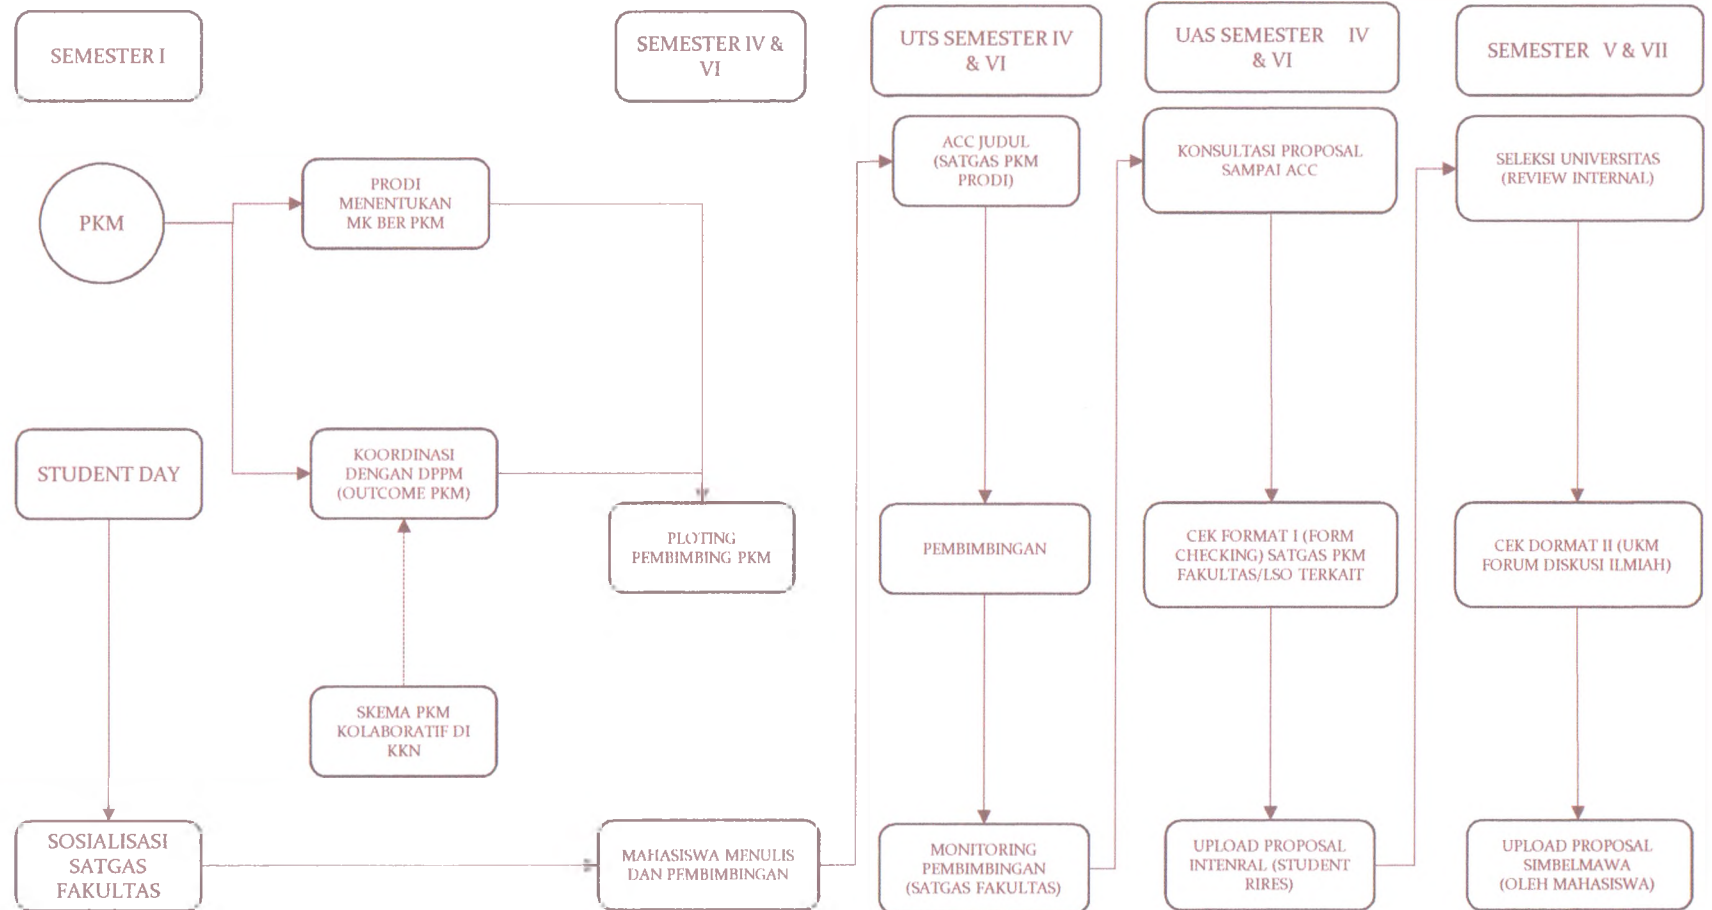 SEMESTER I
SEMESTER IV &
VI
UTS SEMESTER IV
& VI
UAS SEMESTER IV
& VI
SEMESTER V & VII
PKM
PRODI
MENENTUKAN
MK BER PKM
ACC JUDUL
(SATGAS PKM
PRODI)
KONSULTASI PROPOSAL
SAMPAI ACC
SELEKSI UNIVERSITAS
(REVIEW INTERNAL)
STUDENT DAY
KOORDINASI
DENGAN DPPM
(OUTCOME PKM)
PLOTING
PEMBIMBING PKM
PEMBIMBINGAN
CEK FORMAT I (FORM
CHECKING) SATGAS PKM
FAKULTAS/LSO TERKAIT
CEK DORMAT II (UKM
FORUM DISKUSI ILMIAH)
SKEMA PKM
KOLABORATIF DI
KKN
SOSIALISASI
SATGAS
FAKULTAS
MAHASISWA MENULIS
DAN PEMBIMBINGAN
MONITORING
PEMBIMBINGAN
(SATGAS FAKULTAS)
UPLOAD PROPOSAL
INTENRAL (STUDENT
RIRES)
UPLOAD PROPOSAL
SIMBELMAWA
(OLEH MAHASISWA)